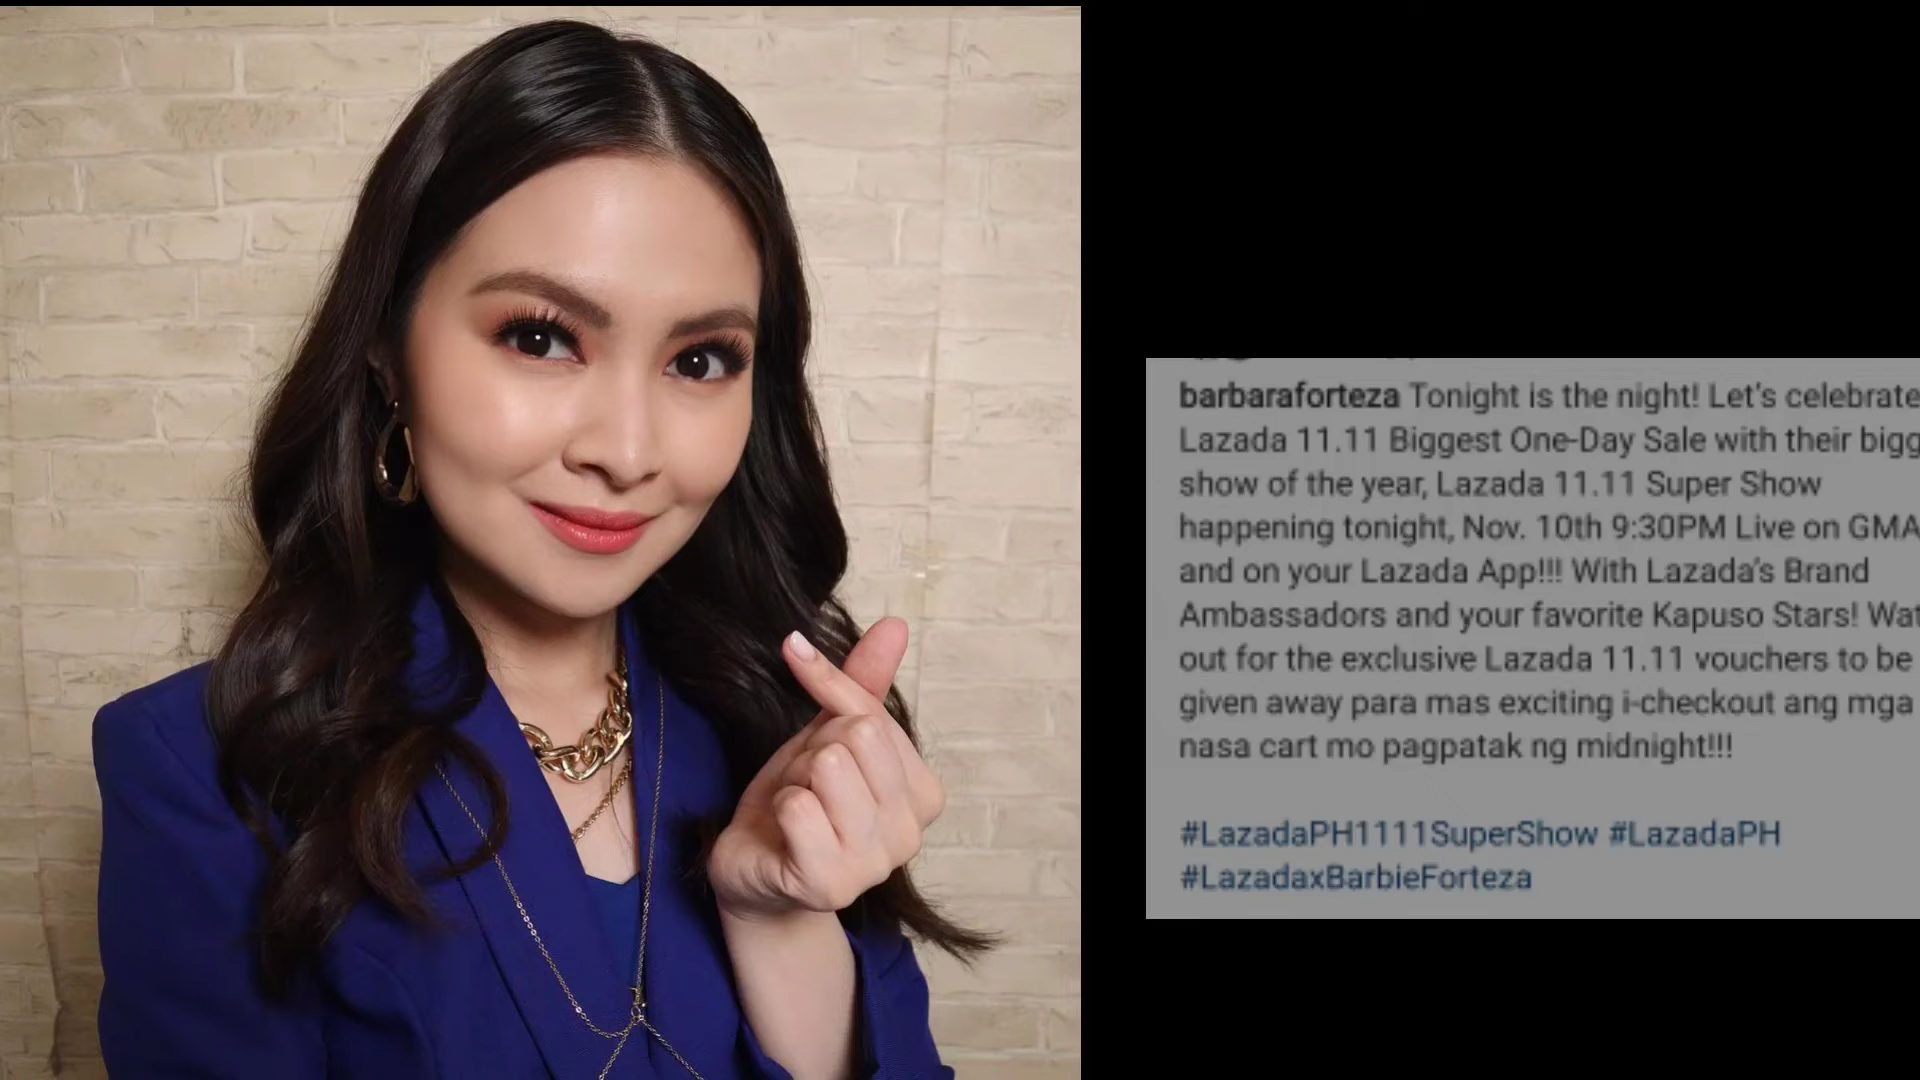 barbaraforteza Tonight is the night! Let's celebrate
Lazada 11.11 Biggest One-Day Sale with their
show of the year, Lazada 11.11 Super Show
happening tonight, Nov. 10th 9:30PM Live on GMA
and on your Lazada App!!! With Lazada's Brand
Ambassadors and your favorite Kapuso Stars!
out for the exclusive Lazada 11.11 vouchers to be
given away para mas exciting i-checkout ang mga
nasa cart mo pagpatak ng midnight!!!
#LazadaPH1111SuperShow #LazadaPH
#LazadaxBarbieForteza